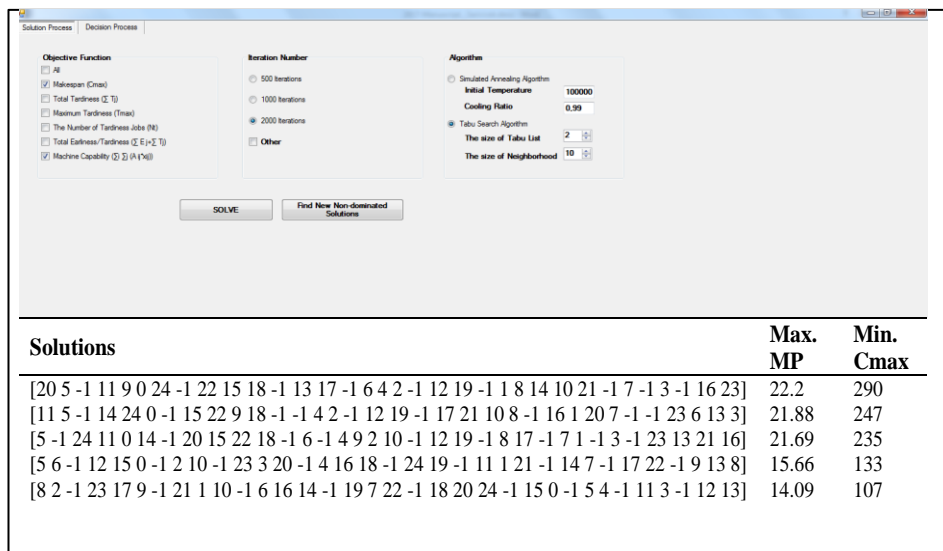 Solution Process Decision Process
Objective Function
All
Makespan (Cmax)
Total Tardiness (∑ Tj)
Maximum Tardiness (Tmax)
The Number of Tardiness Jobs (Nt)
Total Earliness/Tardiness (∑ Ej+∑ Tj)
Machine Capability (∑ ∑ (A ij*xij))
Iteration Number
500 Iterations
1000 Iterations
2000 Iterations
Other
Algorithm
Simulated Annealing Algorithm
Initial Temperature 100000
Cooling Ratio 0.99
Tabu Search Algorithm
The size of Tabu List 2
The size of Neighborhood 10
SOLVE
Find New Non-dominated
Solutions
Solutions Max. MP Min. Cmax
[20 5 -1 11 9 0 24 -1 22 15 18 -1 13 17 -1 6 4 2 -1 12 19 -1 1 8 14 10 21 -1 7 -1 3 -1 16 23] 22.2 290
[11 5 -1 14 24 0 -1 15 22 9 18 -1 -1 4 2 -1 12 19 -1 17 21 10 8 -1 16 1 20 7 -1 -1 23 6 13 3] 21.88 247
[5 -1 24 11 0 14 -1 20 15 22 18 -1 6 -1 4 9 2 10 -1 12 19 -1 8 17 -1 7 1 -1 3 -1 23 13 21 16] 21.69 235
[5 6 -1 12 15 0 -1 2 10 -1 23 3 20 -1 4 16 18 -1 24 19 -1 11 1 21 -1 14 7 -1 17 22 -1 9 13 8] 15.66 133
[8 2 -1 23 17 9 -1 21 1 10 -1 6 16 14 -1 19 7 22 -1 18 20 24 -1 15 0 -1 5 4 -1 11 3 -1 12 13] 14.09 107